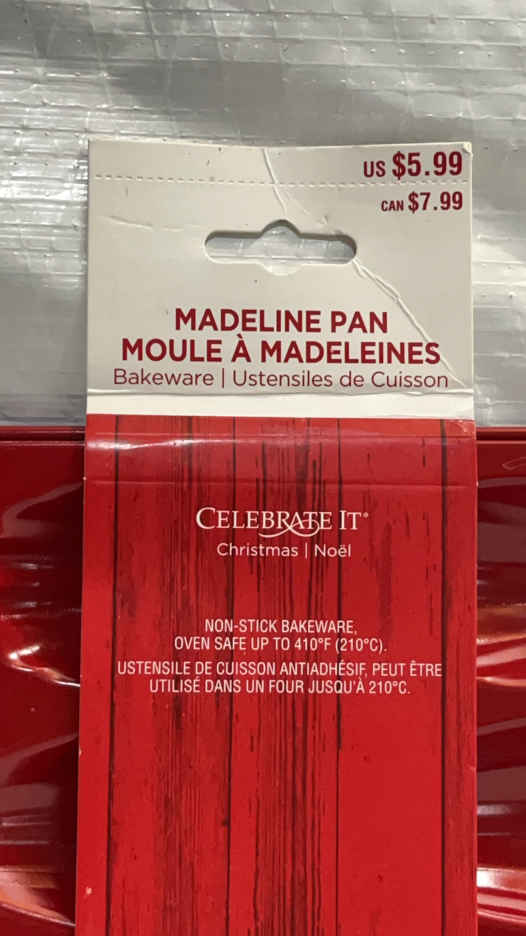 US $5.99
CAN $7.99
MADELINE PAN
MOULE À MADELEINES
Bakeware | Ustensiles de Cuisson
CELEBRATE IT®
Christmas | Noël
NON-STICK BAKEWARE,
OVEN SAFE UP TO 410°F (210°C).
USTENSILE DE CUISSON ANTIADHÉSIF, PEUT ÊTRE
UTILISÉ DANS UN FOUR JUSQU'À 210°C.